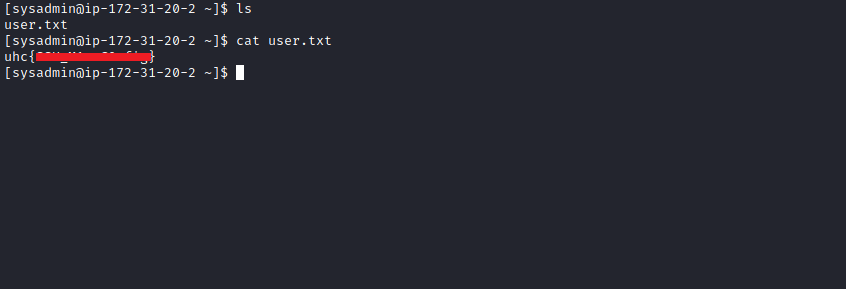 [sysadmin@ip-172-31-20-2 ~]$ ls
user.txt
[sysadmin@ip-172-31-20-2 ~]$ cat user.txt
uhc{
}
[sysadmin@ip-172-31-20-2 ~]$